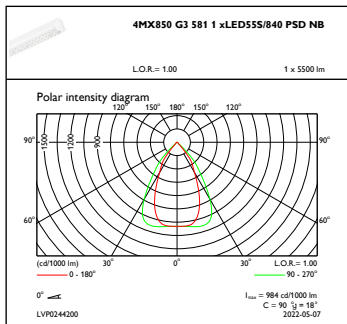 4MX850 G3 581 1 xLED55S/840 PSD NB
L.O.R.= 1.00 1 x 5500 lm
Polar intensity diagram
120° 150° 180° 150° 120°
90° 90°
1500 1200 900
60° 60°
(cd/1000 lm) 30° 0° 30° L.O.R.= 1.00
0 - 180° 90 - 270°
0° Imax = 984 cd/1000 lm
C = 90 °g = 18°
LVP0244200 2022-05-07